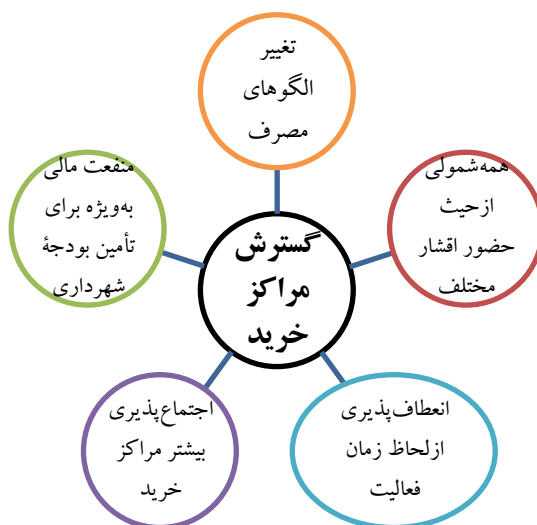 تغییر
الگوهای
مصرف
همه‌شمولی
ازحیث
حضور اقشار
مختلف
انعطاف‌پذیری
ازلحاظ زمان
فعالیت
اجتماع‌پذیری
بیشتر مراکز
خرید
منفعت مالی
به‌ویژه برای
تأمین بودجهٔ
شهرداری
گسترش
مراکز
خرید